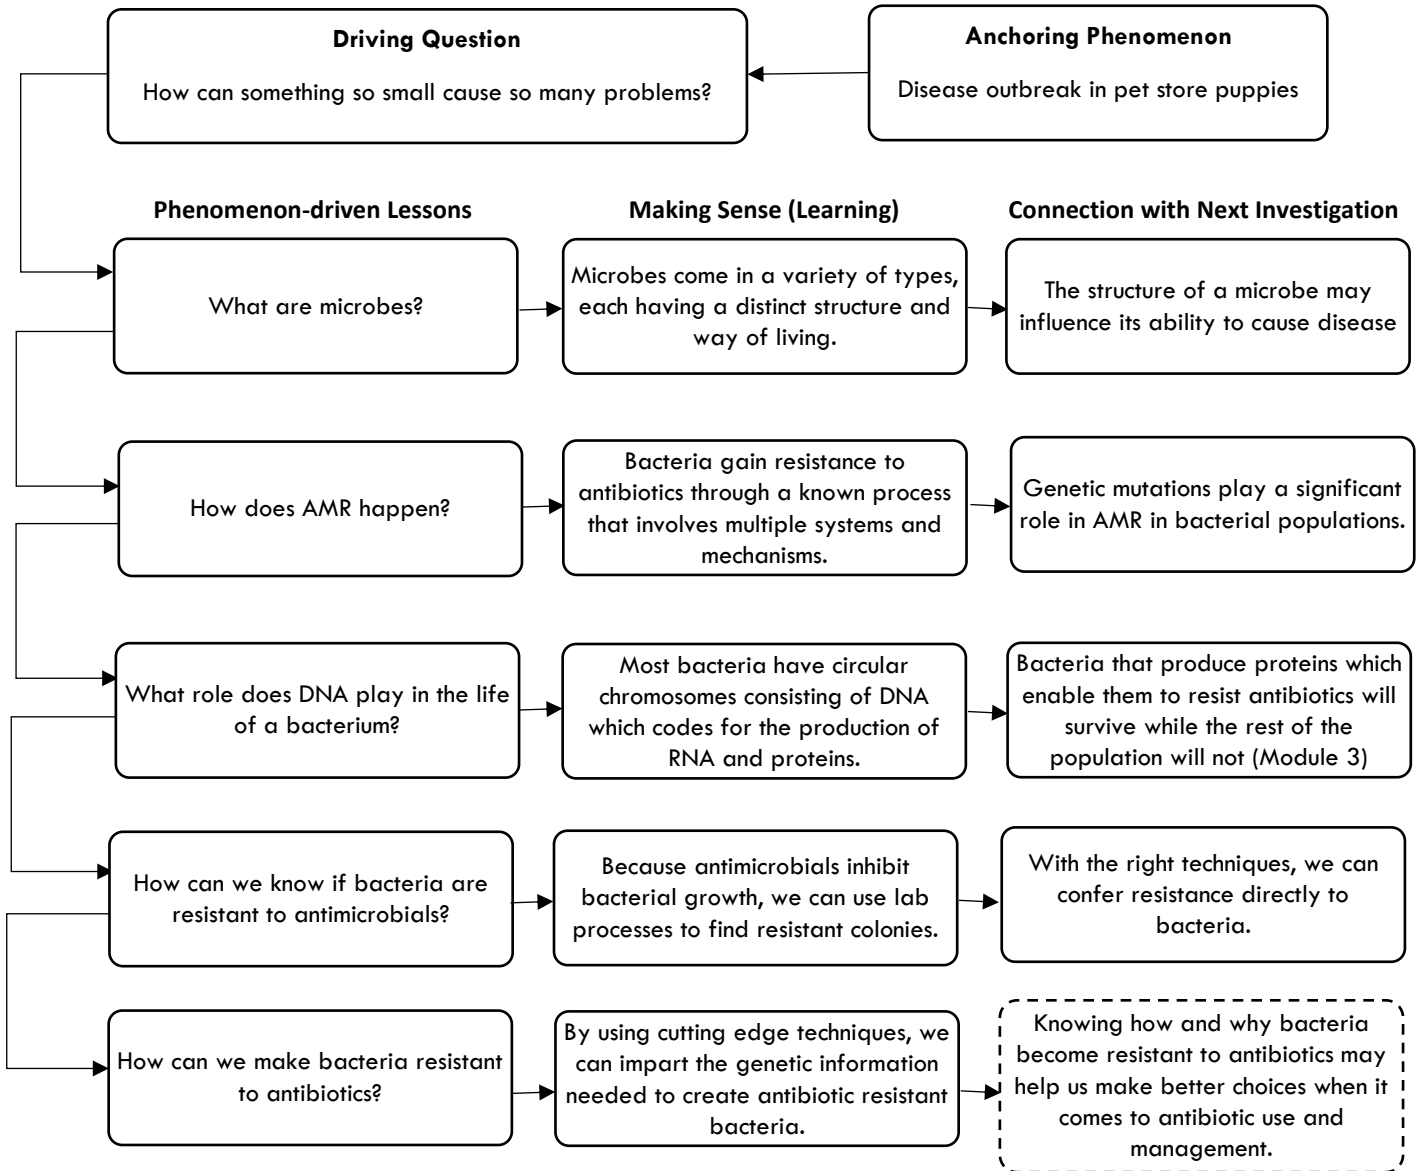 Driving Question
How can something so small cause so many problems?
Anchoring Phenomenon
Disease outbreak in pet store puppies
Phenomenon-driven Lessons
Making Sense (Learning)
Connection with Next Investigation
What are microbes?
Microbes come in a variety of types,
each having a distinct structure and
way of living.
The structure of a microbe may
influence its ability to cause disease
How does AMR happen?
Bacteria gain resistance to
antibiotics through a known process
that involves multiple systems and
mechanisms.
Genetic mutations play a significant
role in AMR in bacterial populations.
What role does DNA play in the life
of a bacterium?
Most bacteria have circular
chromosomes consisting of DNA
which codes for the production of
RNA and proteins.
Bacteria that produce proteins which
enable them to resist antibiotics will
survive while the rest of the
population will not (Module 3)
How can we know if bacteria are
resistant to antimicrobials?
Because antimicrobials inhibit
bacterial growth, we can use lab
processes to find resistant colonies.
With the right techniques, we can
confer resistance directly to
bacteria.
How can we make bacteria resistant
to antibiotics?
By using cutting edge techniques, we
can impart the genetic information
needed to create antibiotic resistant
bacteria.
Knowing how and why bacteria
become resistant to antibiotics may
help us make better choices when it
comes to antibiotic use and
management.